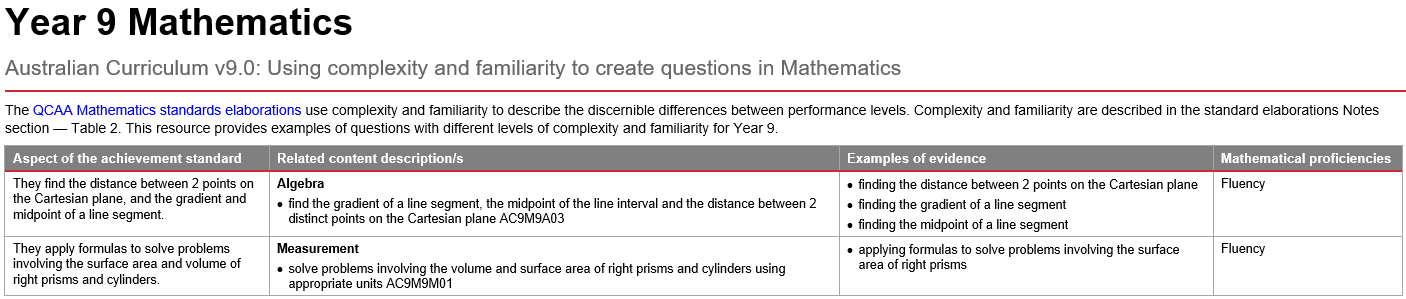 Year 9 Mathematics
Australian Curriculum v9.0: Using complexity and familiarity to create questions in Mathematics
The QCAA Mathematics standards elaborations use complexity and familiarity to describe the discernible differences between performance levels. Complexity and familiarity are described in the standard elaborations Notes
section — Table 2. This resource provides examples of questions with different levels of complexity and familiarity for Year 9.
Aspect of the achievement standard
Related content description/s
Examples of evidence
Mathematical proficiencies
They find the distance between 2 points on
the Cartesian plane, and the gradient and
midpoint of a line segment.
Algebra
• find the gradient of a line segment, the midpoint of the line interval and the distance between 2
distinct points on the Cartesian plane AC9M9A03
• finding the distance between 2 points on the Cartesian plane
• finding the gradient of a line segment
• finding the midpoint of a line segment
Fluency
They apply formulas to solve problems
involving the surface area and volume of
right prisms and cylinders.
Measurement
• solve problems involving the volume and surface area of right prisms and cylinders using
appropriate units AC9M9M01
• applying formulas to solve problems involving the surface
area of right prisms
Fluency